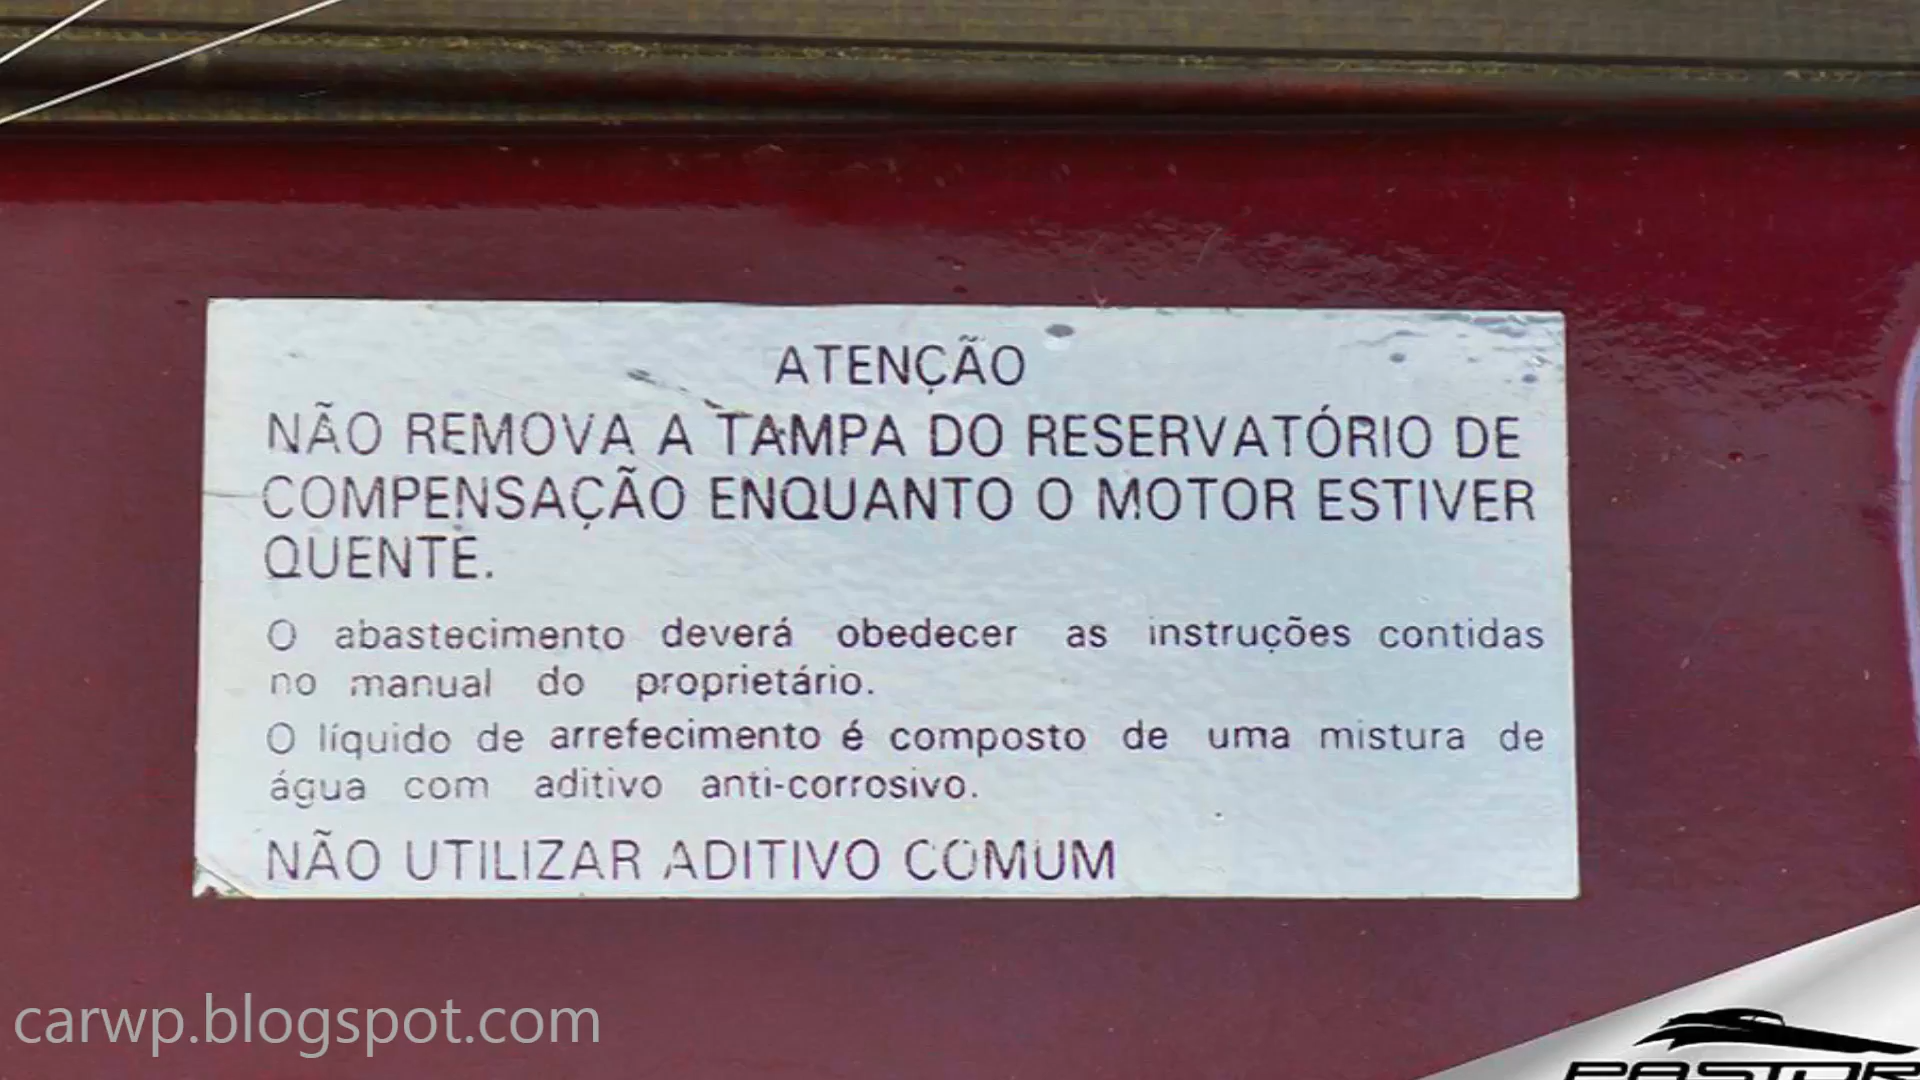 ATENÇÃO
NÃO REMOVA A TAMPA DO RESERVATÓRIO DE
COMPENSAÇÃO ENQUANTO O MOTOR ESTIVER
QUENTE.
O abastecimento deverá obedecer as instruções contidas
no manual do proprietário.
O líquido de arrefecimento é composto de uma mistura de
água com aditivo anti-corrosivo.
NÃO UTILIZAR ADITIVO COMUM
carwp.blogspot.com